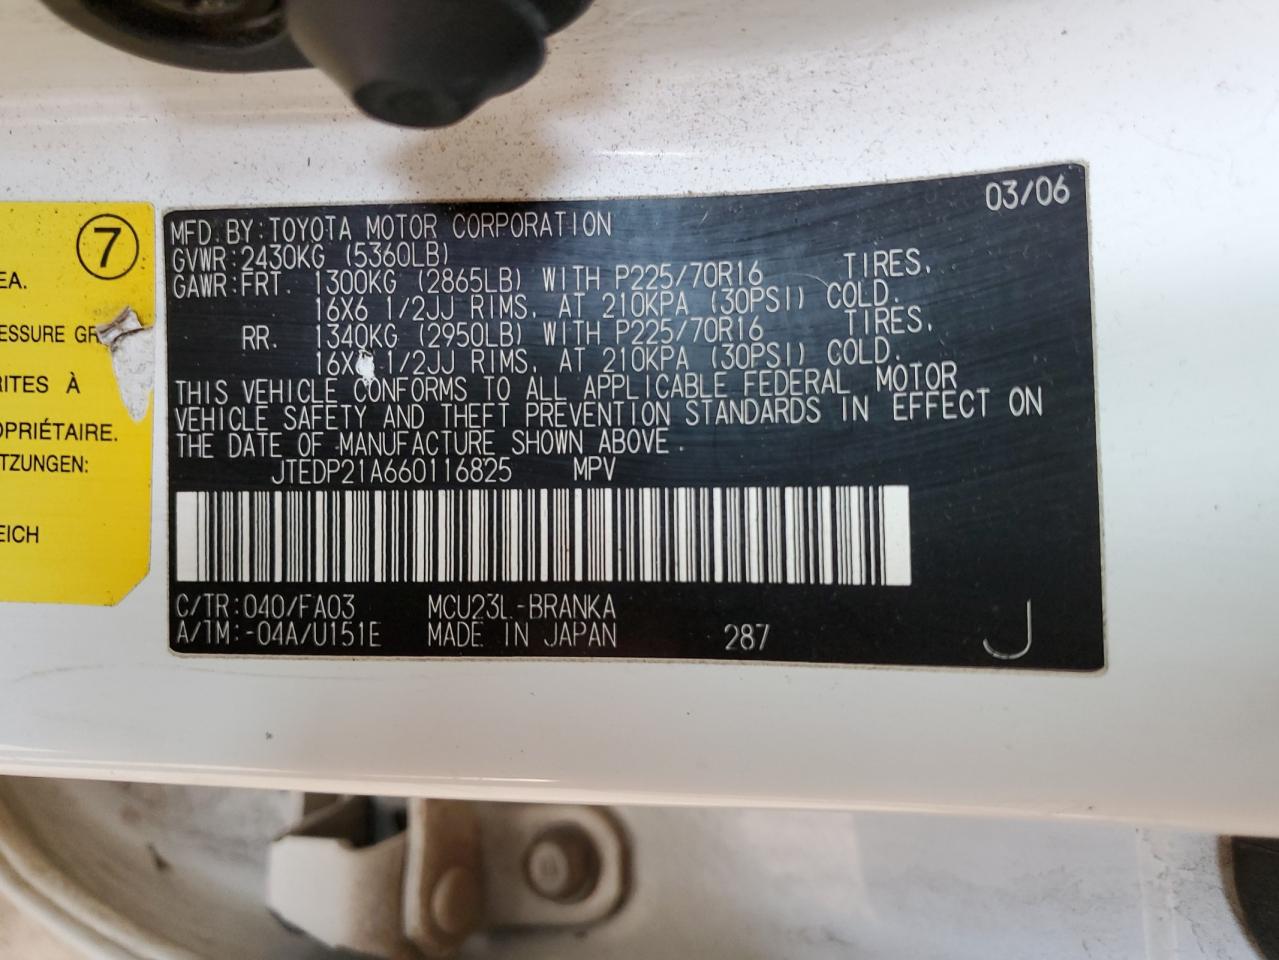 7
EA.
ESSURE GR
RITES À
OPRIÉTAIRE.
TZUNGEN:
EICH
03/06
MFD. BY: TOYOTA MOTOR CORPORATION
GVWR: 2430KG (5360LB)
GAWR: FRT. 1300KG (2865LB) WITH P225/70R16 TIRES.
16X6 1/2JJ RIMS. AT 210KPA (30PSI) COLD.
RR. 1340KG (2950LB) WITH P225/70R16 TIRES.
16X 1/2JJ RIMS. AT 210KPA (30PSI) COLD.
THIS VEHICLE CONFORMS TO ALL APPLICABLE FEDERAL MOTOR
VEHICLE SAFETY AND THEFT PREVENTION STANDARDS IN EFFECT ON
THE DATE OF MANUFACTURE SHOWN ABOVE.
JTEDP21A660116825 MPV
C/TR: 040/FA03 MCU23L-BRANKA
A/TM: -04A/U151E MADE IN JAPAN 287 J